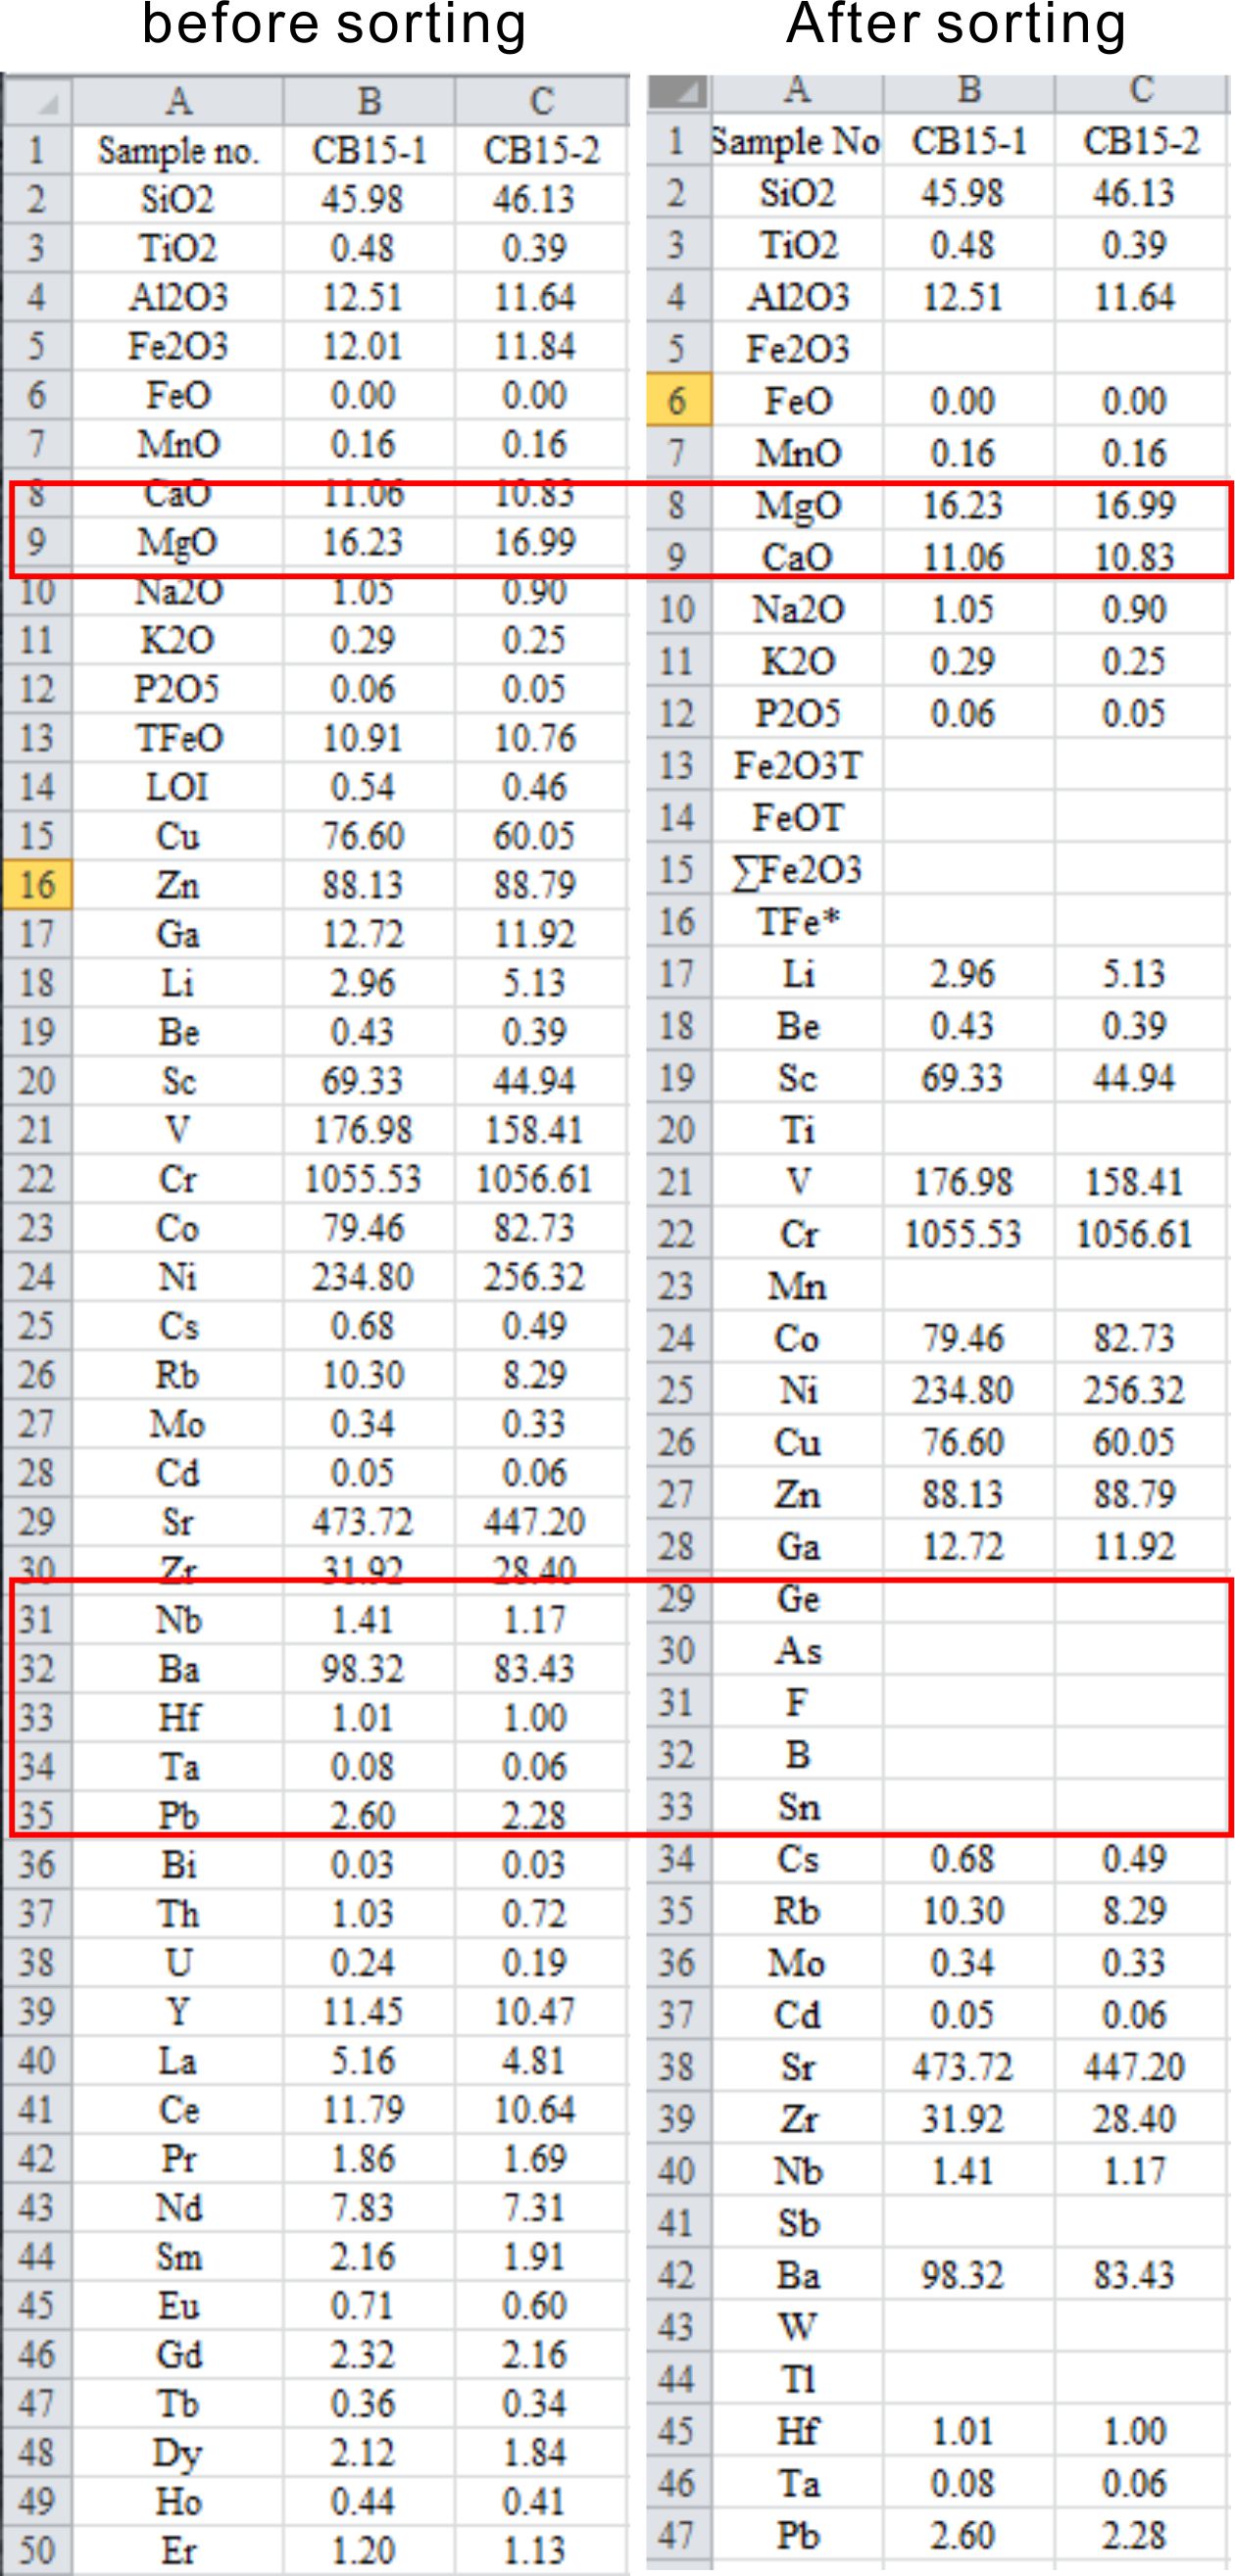 before sorting
A B C
1 Sample no. CB15-1 CB15-2
2 SiO2 45.98 46.13
3 TiO2 0.48 0.39
4 Al2O3 12.51 11.64
5 Fe2O3 12.01 11.84
6 FeO 0.00 0.00
7 MnO 0.16 0.16
8 CaO 11.06 10.83
9 MgO 16.23 16.99
10 Na2O 1.05 0.90
11 K2O 0.29 0.25
12 P2O5 0.06 0.05
13 TFeO 10.91 10.76
14 LOI 0.54 0.46
15 Cu 76.60 60.05
16 Zn 88.13 88.79
17 Ga 12.72 11.92
18 Li 2.96 5.13
19 Be 0.43 0.39
20 Sc 69.33 44.94
21 V 176.98 158.41
22 Cr 1055.53 1056.61
23 Co 79.46 82.73
24 Ni 234.80 256.32
25 Cs 0.68 0.49
26 Rb 10.30 8.29
27 Mo 0.34 0.33
28 Cd 0.05 0.06
29 Sr 473.72 447.20
30 Zr 31.92 28.40
31 Nb 1.41 1.17
32 Ba 98.32 83.43
33 Hf 1.01 1.00
34 Ta 0.08 0.06
35 Pb 2.60 2.28
36 Bi 0.03 0.03
37 Th 1.03 0.72
38 U 0.24 0.19
39 Y 11.45 10.47
40 La 5.16 4.81
41 Ce 11.79 10.64
42 Pr 1.86 1.69
43 Nd 7.83 7.31
44 Sm 2.16 1.91
45 Eu 0.71 0.60
46 Gd 2.32 2.16
47 Tb 0.36 0.34
48 Dy 2.12 1.84
49 Ho 0.44 0.41
50 Er 1.20 1.13
After sorting
A B C
1 Sample No CB15-1 CB15-2
2 SiO2 45.98 46.13
3 TiO2 0.48 0.39
4 Al2O3 12.51 11.64
5 Fe2O3
6 FeO 0.00 0.00
7 MnO 0.16 0.16
8 MgO 16.23 16.99
9 CaO 11.06 10.83
10 Na2O 1.05 0.90
11 K2O 0.29 0.25
12 P2O5 0.06 0.05
13 Fe2O3T
14 FeOT
15 ∑Fe2O3
16 TFe*
17 Li 2.96 5.13
18 Be 0.43 0.39
19 Sc 69.33 44.94
20 Ti
21 V 176.98 158.41
22 Cr 1055.53 1056.61
23 Mn
24 Co 79.46 82.73
25 Ni 234.80 256.32
26 Cu 76.60 60.05
27 Zn 88.13 88.79
28 Ga 12.72 11.92
29 Ge
30 As
31 F
32 B
33 Sn
34 Cs 0.68 0.49
35 Rb 10.30 8.29
36 Mo 0.34 0.33
37 Cd 0.05 0.06
38 Sr 473.72 447.20
39 Zr 31.92 28.40
40 Nb 1.41 1.17
41 Sb
42 Ba 98.32 83.43
43 W
44 Tl
45 Hf 1.01 1.00
46 Ta 0.08 0.06
47 Pb 2.60 2.28